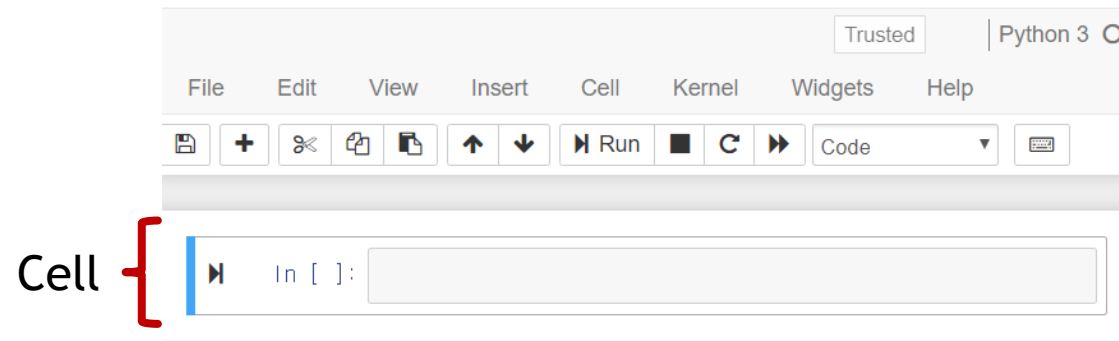 Trusted Python 3
File Edit View Insert Cell Kernel Widgets Help
Run Code
Cell In [ ]: